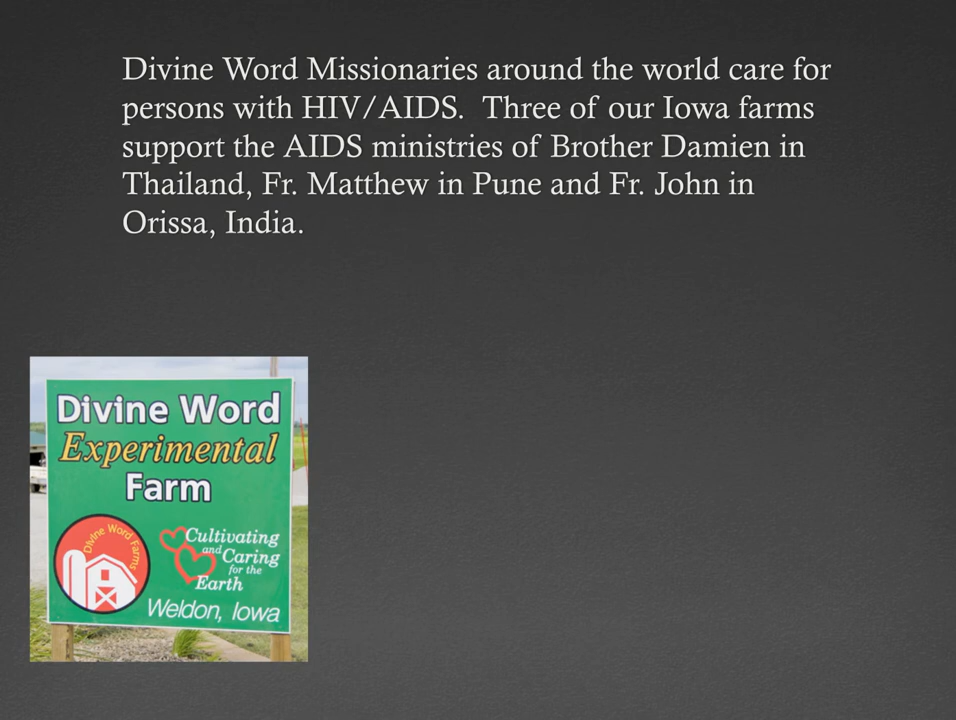 Divine Word Missionaries around the world care for
persons with HIV/AIDS.  Three of our Iowa farms
support the AIDS ministries of Brother Damien in
Thailand, Fr. Matthew in Pune and Fr. John in
Orissa, India.
Divine Word
Experimental
Farm
Divine Word Farms
Cultivating
and Caring
for the
Earth
Weldon, Iowa